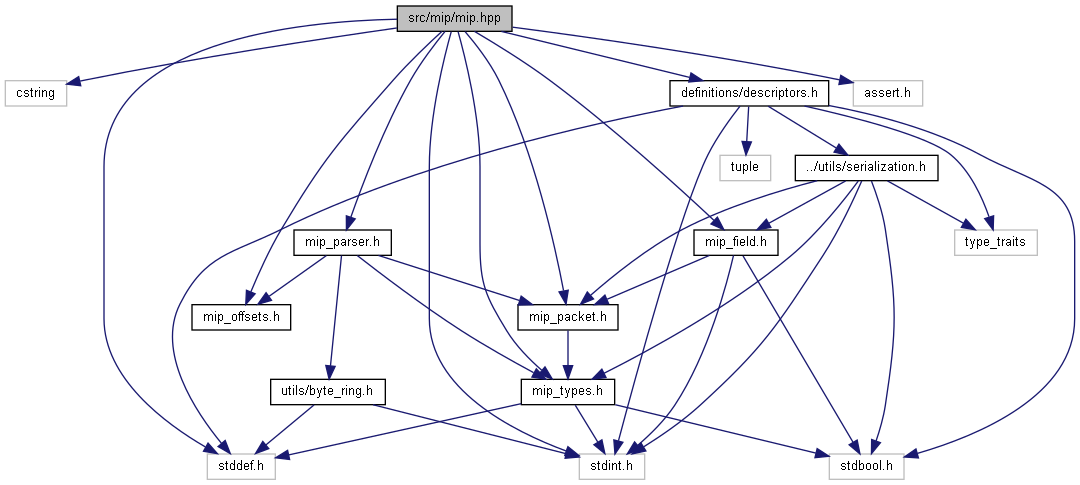 src/mip/mip.hpp
cstring
definitions/descriptors.h
assert.h
tuple
../utils/serialization.h
mip_parser.h
mip_field.h
type_traits
mip_offsets.h
mip_packet.h
utils/byte_ring.h
mip_types.h
stddef.h
stdint.h
stdbool.h